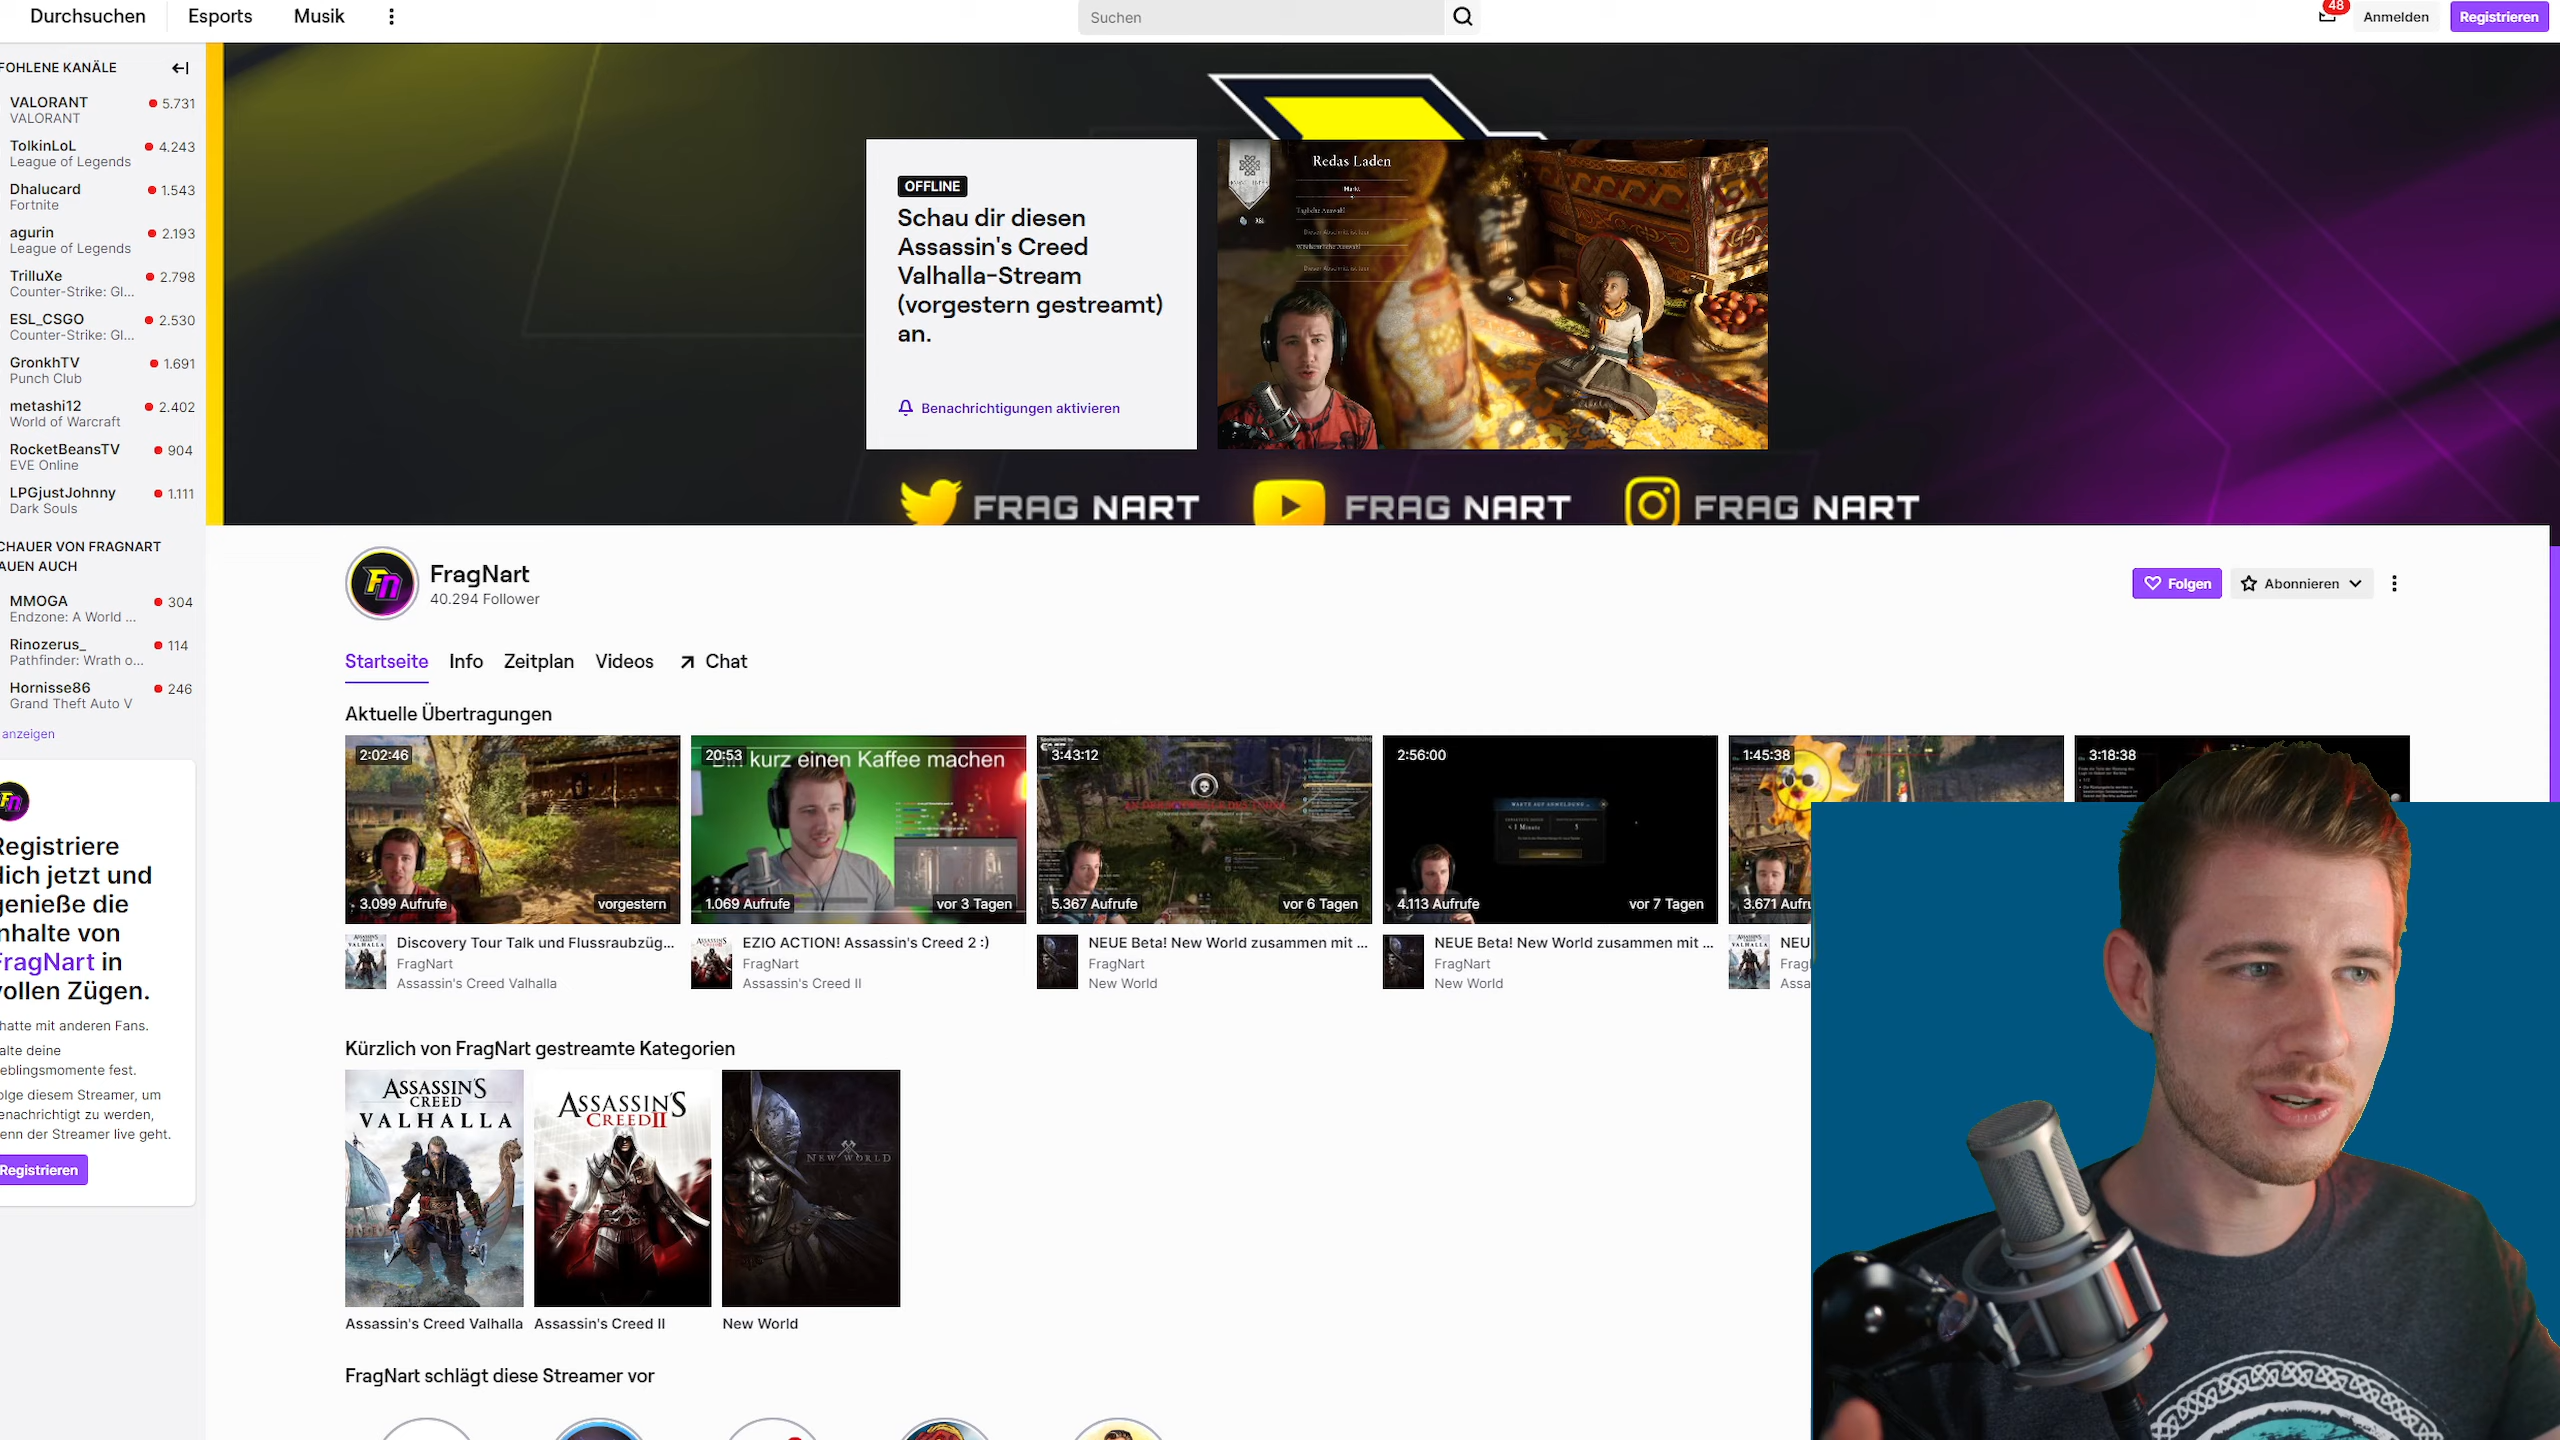 Durchsuchen
Esports
Musik
Suchen
48
Anmelden
Registrieren
FOHLENE KANÄLE
VALORANT
5.731
VALORANT
TolkinLoL
4.243
League of Legends
Dhalucard
1.543
Fortnite
agurin
2.193
League of Legends
TrilluXe
2.798
Counter-Strike: Gl...
ESL_CSGO
2.530
Counter-Strike: Gl...
GronkhTV
1.691
Punch Club
metashi12
2.402
World of Warcraft
RocketBeansTV
904
EVE Online
LPGjustJohnny
1.111
Dark Souls
CHAUER VON FRAGNART
AUEN AUCH
MMOGA
304
Endzone: A World ...
Rinozerus_
114
Pathfinder: Wrath o...
Hornisse86
246
Grand Theft Auto V
anzeigen
Fn
Registriere
dich jetzt und
genieße die
Inhalte von
FragNart in
vollen Zügen.
hatte mit anderen Fans.
alte deine
eblingsmomente fest.
olge diesem Streamer, um
enachrichtigt zu werden,
enn der Streamer live geht.
Registrieren
OFFLINE
Schau dir diesen
Assassin's Creed
Valhalla-Stream
(vorgestern gestreamt)
an.
Benachrichtigungen aktivieren
Redas Laden
Markt
FRAG NART
FRAG NART
FRAG NART
Fn
FragNart
40.294 Follower
Folgen
Abonnieren
Startseite
Info
Zeitplan
Videos
Chat
Aktuelle Übertragungen
2:02:46
3.099 Aufrufe
vorgestern
Discovery Tour Talk und Flussraubzüg...
FragNart
Assassin's Creed Valhalla
20:53
kurz einen Kaffee machen
1.069 Aufrufe
vor 3 Tagen
EZIO ACTION! Assassin's Creed 2 :)
FragNart
Assassin's Creed II
3:43:12
5.367 Aufrufe
vor 6 Tagen
NEUE Beta! New World zusammen mit ...
FragNart
New World
2:56:00
WARTE AUF ANMELDUNG
4.113 Aufrufe
vor 7 Tagen
NEUE Beta! New World zusammen mit ...
FragNart
New World
1:45:38
3.671 Aufr
NEU
Frag
Assa
3:18:38
Kürzlich von FragNart gestreamte Kategorien
ASSASSIN'S
CREED
VALHALLA
Assassin's Creed Valhalla
ASSASSIN'S
CREED II
Assassin's Creed II
NEW WORLD
New World
FragNart schlägt diese Streamer vor